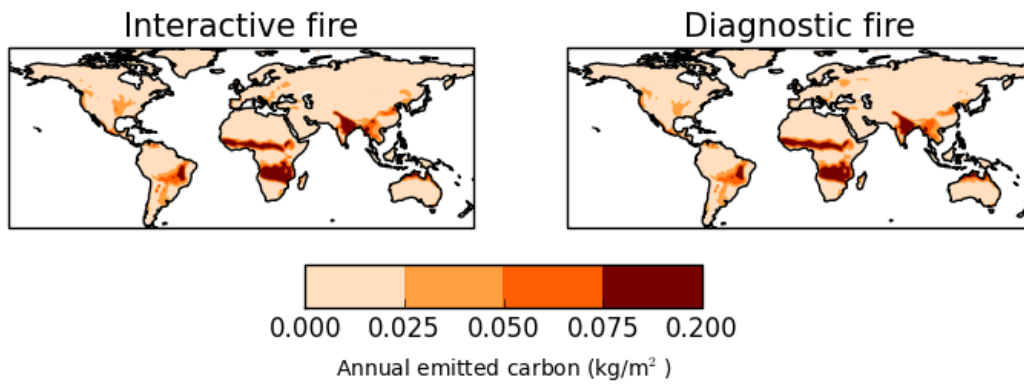 Interactive fire
Diagnostic fire
0.000 0.025 0.050 0.075 0.200
Annual emitted carbon (kg/m² )